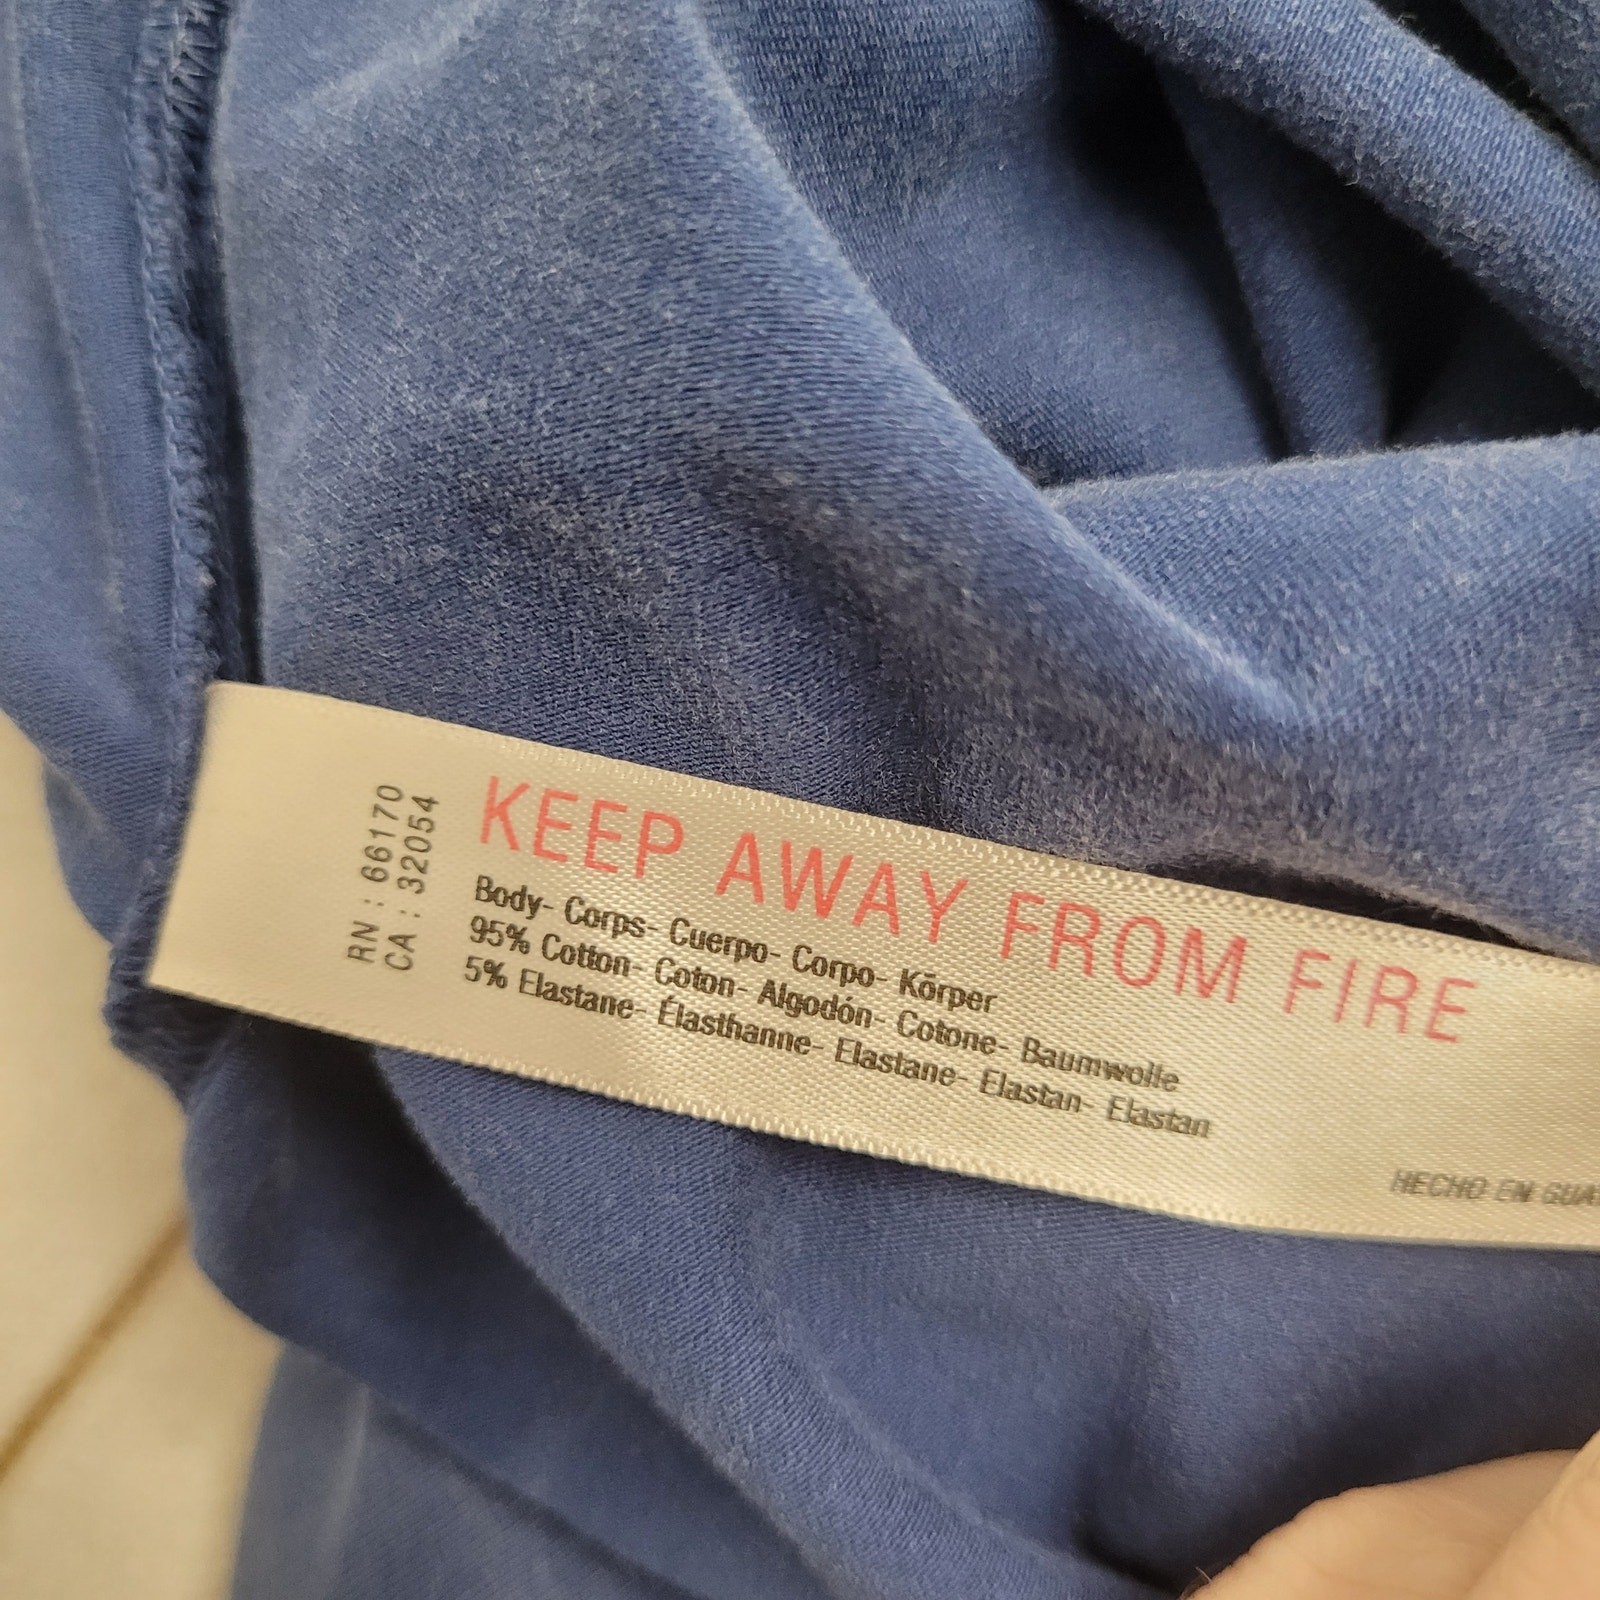 RN : 66170
CA : 32054
KEEP AWAY FROM FIRE
Body- Corps- Cuerpo- Corpo- Körper
95% Cotton- Coton- Algodón- Cotone- Baumwolle
5% Elastane- Élasthanne- Elastane- Elastan- Elastan
HECHO EN